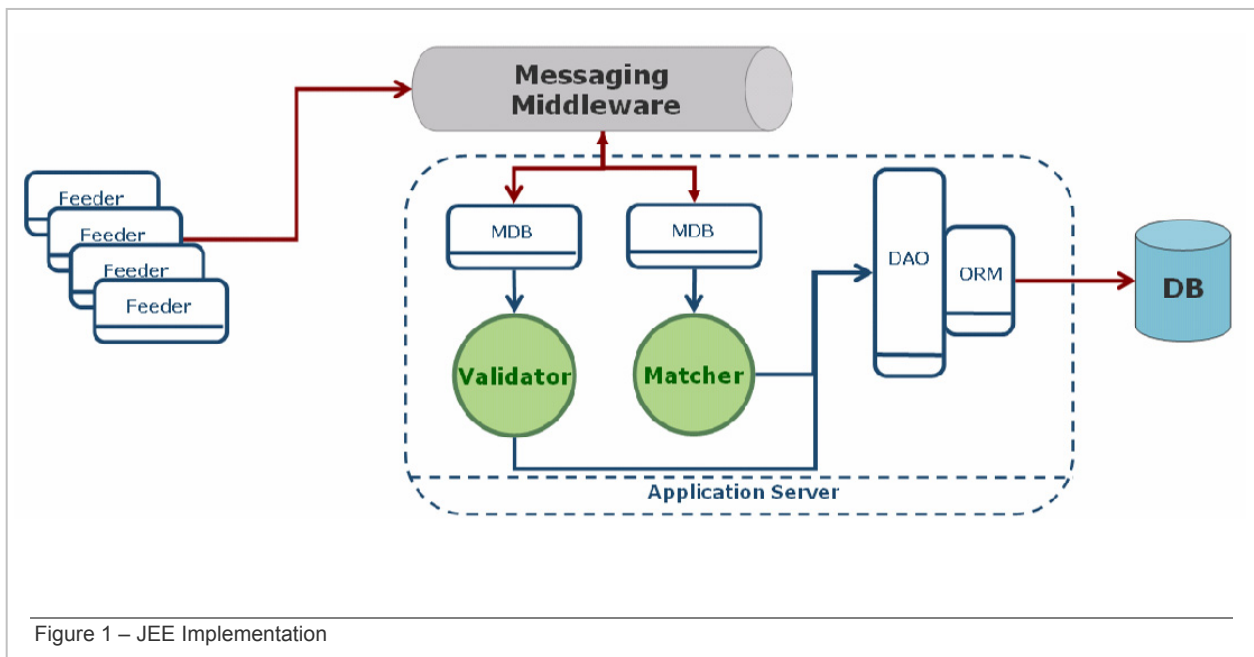 Messaging
Middleware
Feeder
Feeder
Feeder
Feeder
MDB
MDB
DAO
ORM
DB
Validator
Matcher
Application Server
Figure 1 – JEE Implementation